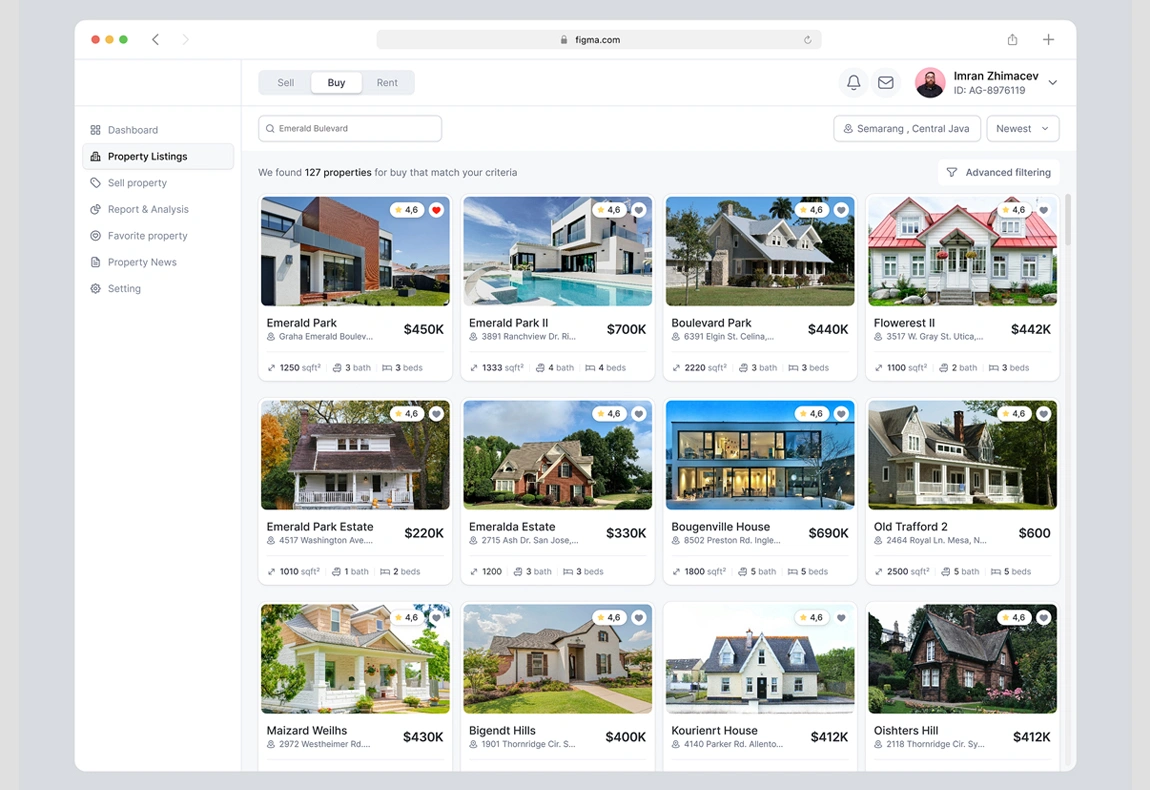 figma.com
Sell Buy Rent
Imran Zhimacev
ID: AG-8976119
Dashboard
Property Listings
Sell property
Report & Analysis
Favorite property
Property News
Setting
Emerald Bulevard
Semarang , Central Java
Newest
We found 127 properties for buy that match your criteria
Advanced filtering
4,6
Emerald Park
$450K
Graha Emerald Boulev...
1250 sqft² 3 bath 3 beds
4,6
Emerald Park II
$700K
3891 Ranchview Dr. Ri...
1333 sqft² 4 bath 4 beds
4,6
Boulevard Park
$440K
6391 Elgin St. Celina,...
2220 sqft² 3 bath 3 beds
4,6
Flowerest II
$442K
3517 W. Gray St. Utica,...
1100 sqft² 2 bath 3 beds
4,6
Emerald Park Estate
$220K
4517 Washington Ave....
1010 sqft² 1 bath 2 beds
4,6
Emeralda Estate
$330K
2715 Ash Dr. San Jose,...
1200 3 bath 3 beds
4,6
Bougenville House
$690K
8502 Preston Rd. Ingle...
1800 sqft² 5 bath 5 beds
4,6
Old Trafford 2
$600
2464 Royal Ln. Mesa, N...
2500 sqft² 5 bath 5 beds
4,6
Maizard Weilhs
$430K
2972 Westheimer Rd....
4,6
Bigendt Hills
$400K
1901 Thornridge Cir. S...
4,6
Kourienrt House
$412K
4140 Parker Rd. Allento...
4,6
Oishters Hill
$412K
2118 Thornridge Cir. Sy...